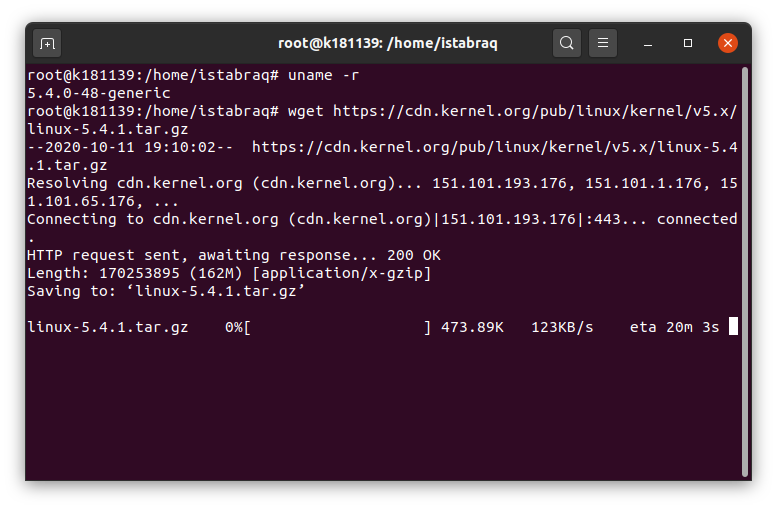 root@k181139: /home/istabraq
root@k181139:/home/istabraq# uname -r
5.4.0-48-generic
root@k181139:/home/istabraq# wget https://cdn.kernel.org/pub/linux/kernel/v5.x/
linux-5.4.1.tar.gz
--2020-10-11 19:10:02--  https://cdn.kernel.org/pub/linux/kernel/v5.x/linux-5.4
.1.tar.gz
Resolving cdn.kernel.org (cdn.kernel.org)... 151.101.193.176, 151.101.1.176, 15
1.101.65.176, ...
Connecting to cdn.kernel.org (cdn.kernel.org)|151.101.193.176|:443... connected
.
HTTP request sent, awaiting response... 200 OK
Length: 170253895 (162M) [application/x-gzip]
Saving to: ‘linux-5.4.1.tar.gz’
linux-5.4.1.tar.gz    0%[                    ] 473.89K   123KB/s    eta 20m 3s